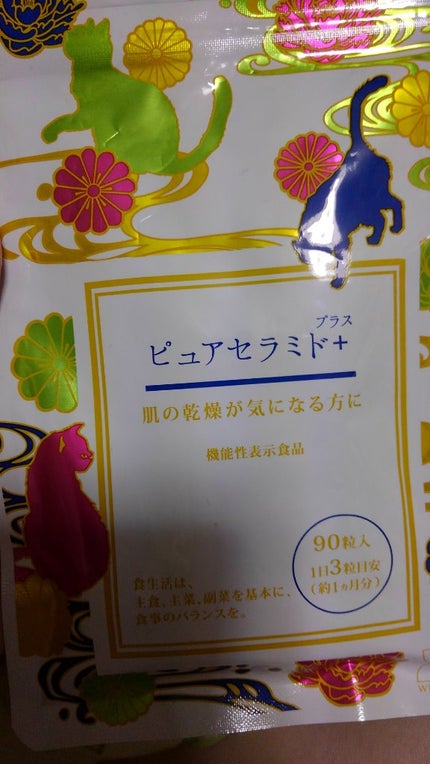 プラス
ピュアセラミド+
肌の乾燥が気になる方に
機能性表示食品
90粒入
1日3粒目安
(約1ヵ月分)
食生活は、
主食、主菜、副菜を基本に、
食事のバランスを。